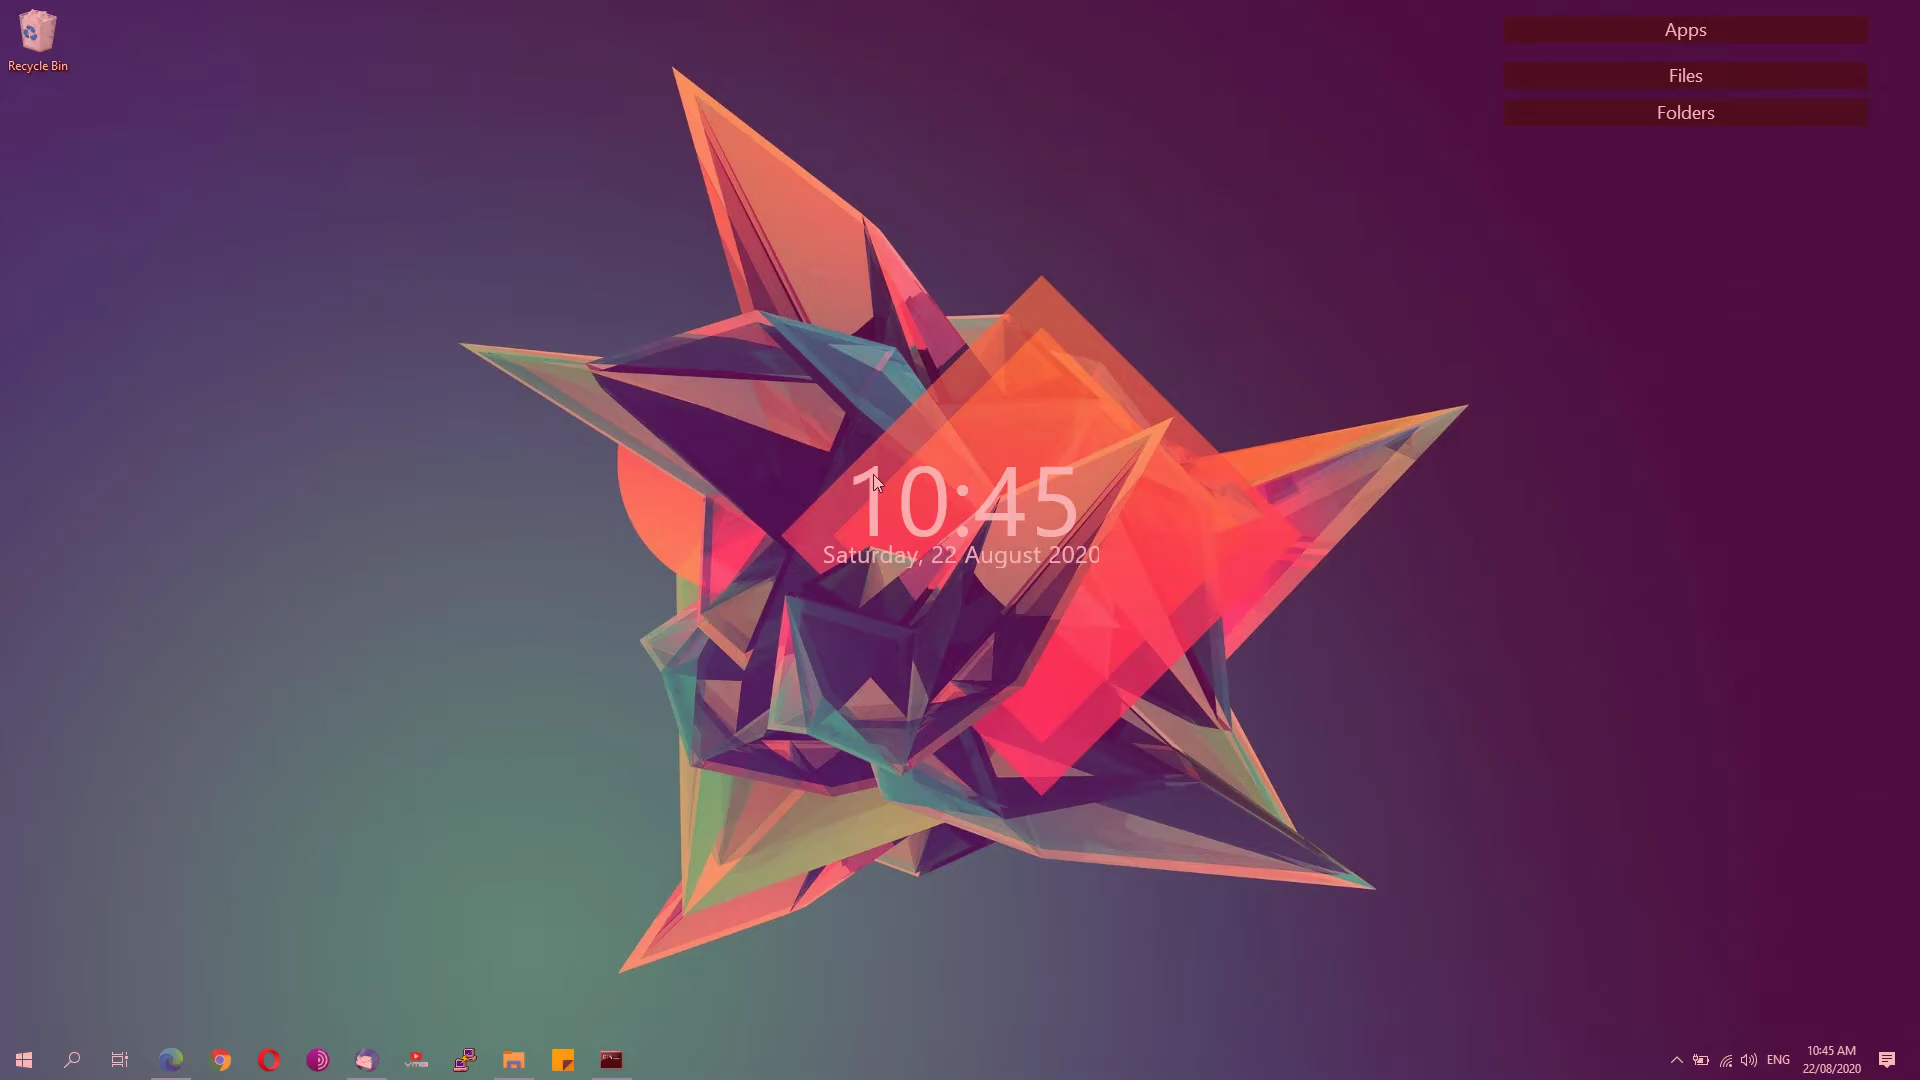 Recycle Bin
Apps
Files
Folders
10:45
Saturday, 22 August 2020
ENG
10:45 AM
22/08/2020